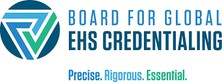 BOARD FOR GLOBAL
EHS CREDENTIALING
Precise. Rigorous. Essential.